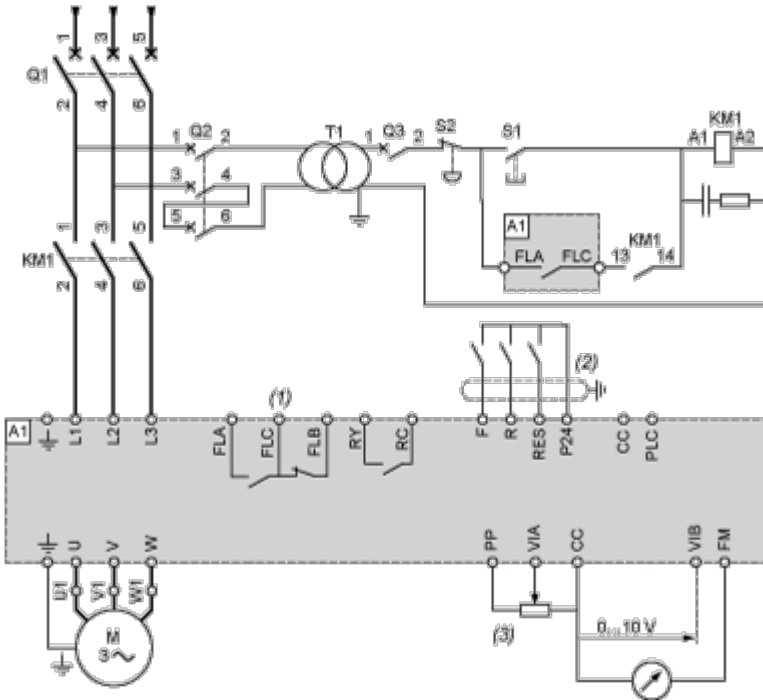 1 3 5
Q1
2 4 6
1 Q2 2
3 4
5 6
T1
1 Q3 2
S2
S1
KM1
A1 A2
A1
FLA FLC
KM1
13 14
1 3 5
KM1
2 4 6
(1)
(2)
A1
L1 L2 L3
FLA FLC FLB RY RC
F R RES P24 CC PLC
U V W
PP VIA CC VIB FM
U1 V1 W1
M
3
(3)
0...10 V